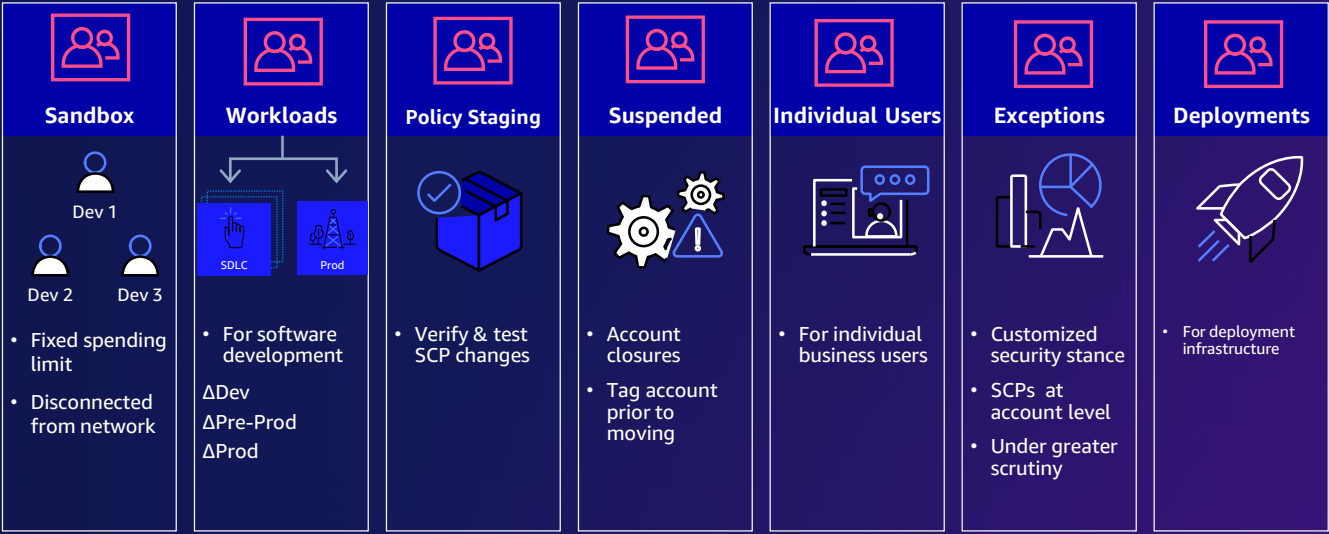 Sandbox
Dev 1
Dev 2
Dev 3
• Fixed spending
limit
• Disconnected
from network
Workloads
SDLC
Prod
• For software
development
ΔDev
ΔPre-Prod
ΔProd
Policy Staging
• Verify & test
SCP changes
Suspended
• Account
closures
• Tag account
prior to
moving
Individual Users
• For individual
business users
Exceptions
• Customized
security stance
• SCPs at
account level
• Under greater
scrutiny
Deployments
• For deployment
infrastructure